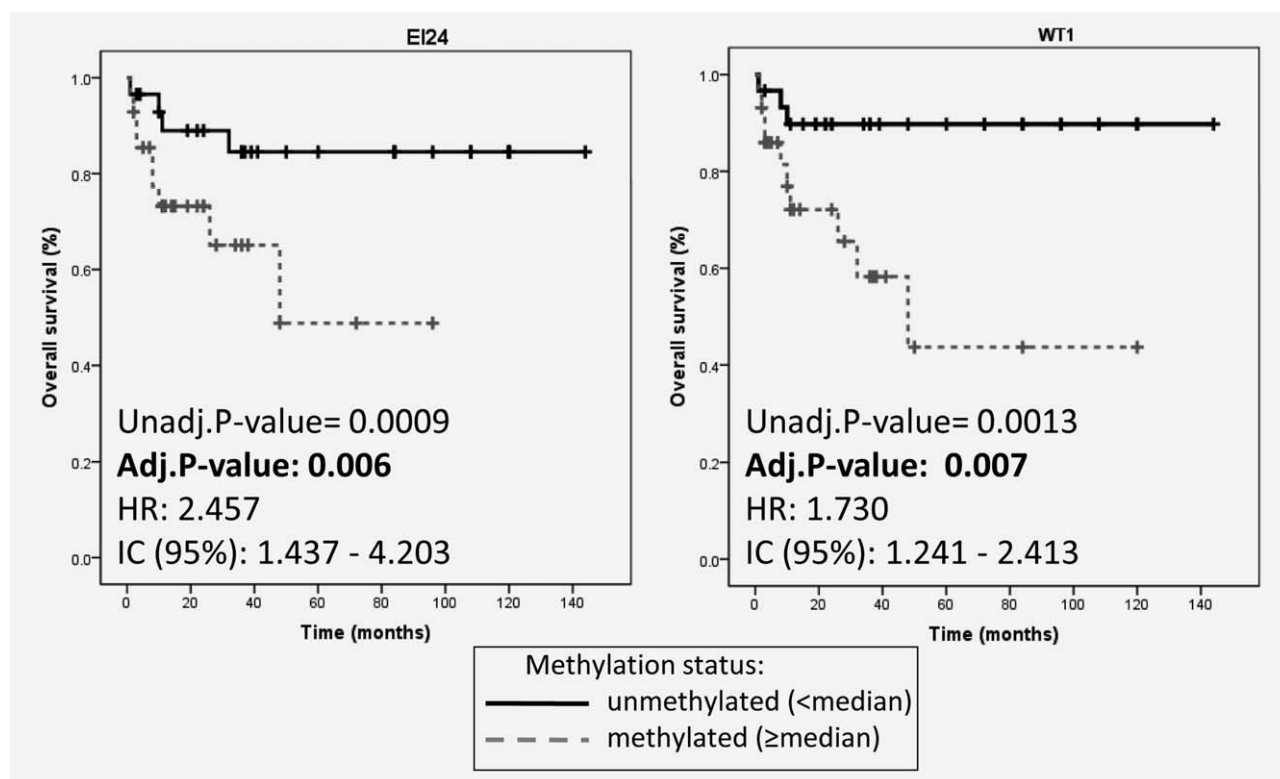 EI24
1.0
0.8
0.6
0.4
0.2
0.0
Overall survival (%)
Unadj.P-value= 0.0009
Adj.P-value: 0.006
HR: 2.457
IC (95%): 1.437 - 4.203
0 20 40 60 80 100 120 140
Time (months)
WT1
1.0
0.8
0.6
0.4
0.2
0.0
Overall survival (%)
Unadj.P-value= 0.0013
Adj.P-value: 0.007
HR: 1.730
IC (95%): 1.241 - 2.413
0 20 40 60 80 100 120 140
Time (months)
Methylation status:
unmethylated (<median)
methylated (≥median)